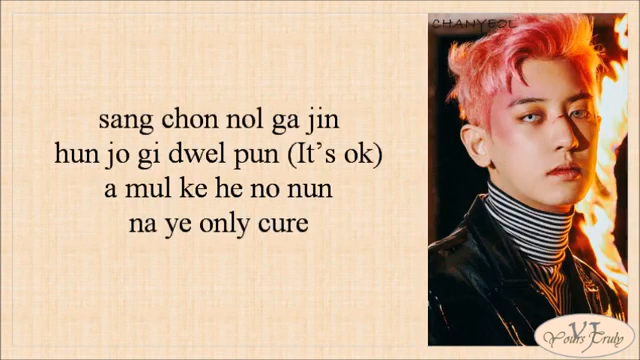 sang chon nol ga jin
hun jo gi dwel pun (It’s ok)
a mul ke he no nun
na ye only cure
CHANYEOL
YJ
Yours Truly